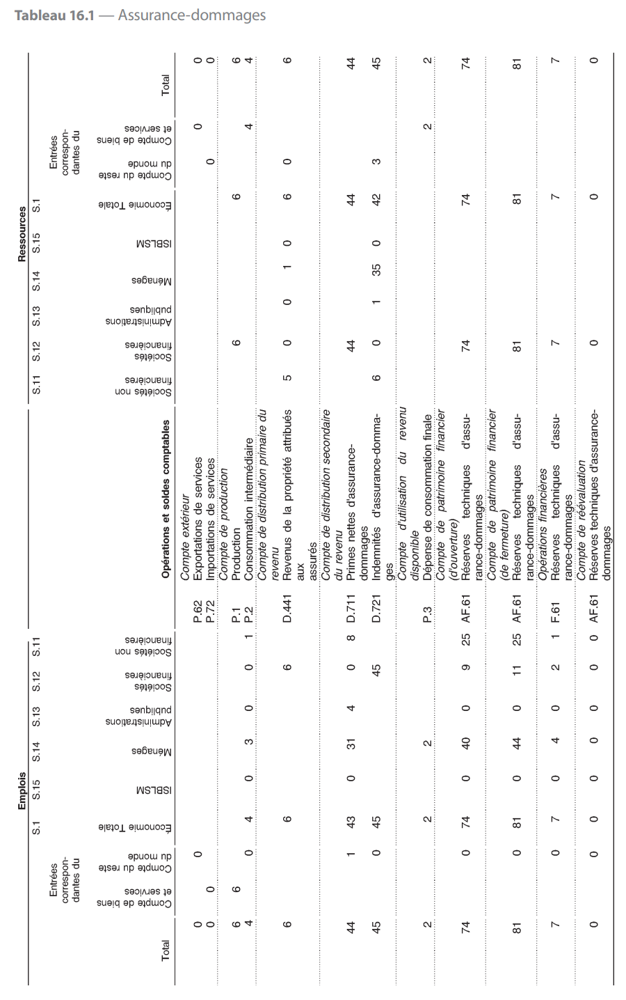 Tableau 16.1 — Assurance-dommages
Emplois Ressources
S.1 S.15 S.14 S.13 S.12 S.11 S.11 S.12 S.13 S.14 S.15 S.1
Entrées Entrées
correspon- correspon-
dantes du dantes du
Total
Compte de biens
et services
Compte du reste
du monde
Économie Totale
ISBLSM
Ménages
Administrations
publiques
Sociétés
financières
Sociétés non
financières
Opérations et soldes comptables
Sociétés non
financières
Sociétés
financières
Administrations
publiques
Ménages
ISBLSM
Économie Totale
Compte du reste
du monde
Compte de biens
et services
Total
Compte extérieur
0 0 P.62 Exportations de services 0 0
0 0 P.72 Importations de services 0 0
Compte de production
6 6 P.1 Production 6 6 6
4 0 4 0 3 0 0 1 P.2 Consommation intermédiaire 4 4
Compte de distribution primaire du
revenu
6 6 6 D.441 Revenus de la propriété attribués 5 0 0 1 0 6 0 6
aux
assurés
Compte de distribution secondaire
du revenu
44 1 43 0 31 4 0 8 D.711 Primes nettes d'assurance- 44 44 44
dommages
45 0 45 45 D.721 Indemnités d'assurance-domma- 6 0 1 35 0 42 3 45
ges
Compte d'utilisation du revenu
disponible
2 2 2 P.3 Dépense de consommation finale 2 2
Compte de patrimoine financier
(d'ouverture)
74 0 74 0 40 0 9 25 AF.61 Réserves techniques d'assu- 74 74 74
rance-dommages
Compte de patrimoine financier
(de fermeture)
81 0 81 0 44 0 11 25 AF.61 Réserves techniques d'assu- 81 81 81
rance-dommages
Opérations financières
7 0 7 0 4 0 2 1 F.61 Réserves techniques d'assu- 7 7 7
rance-dommages
Compte de réévaluation
0 0 0 0 0 0 0 0 AF.61 Réserves techniques d'assurance- 0 0 0
dommages